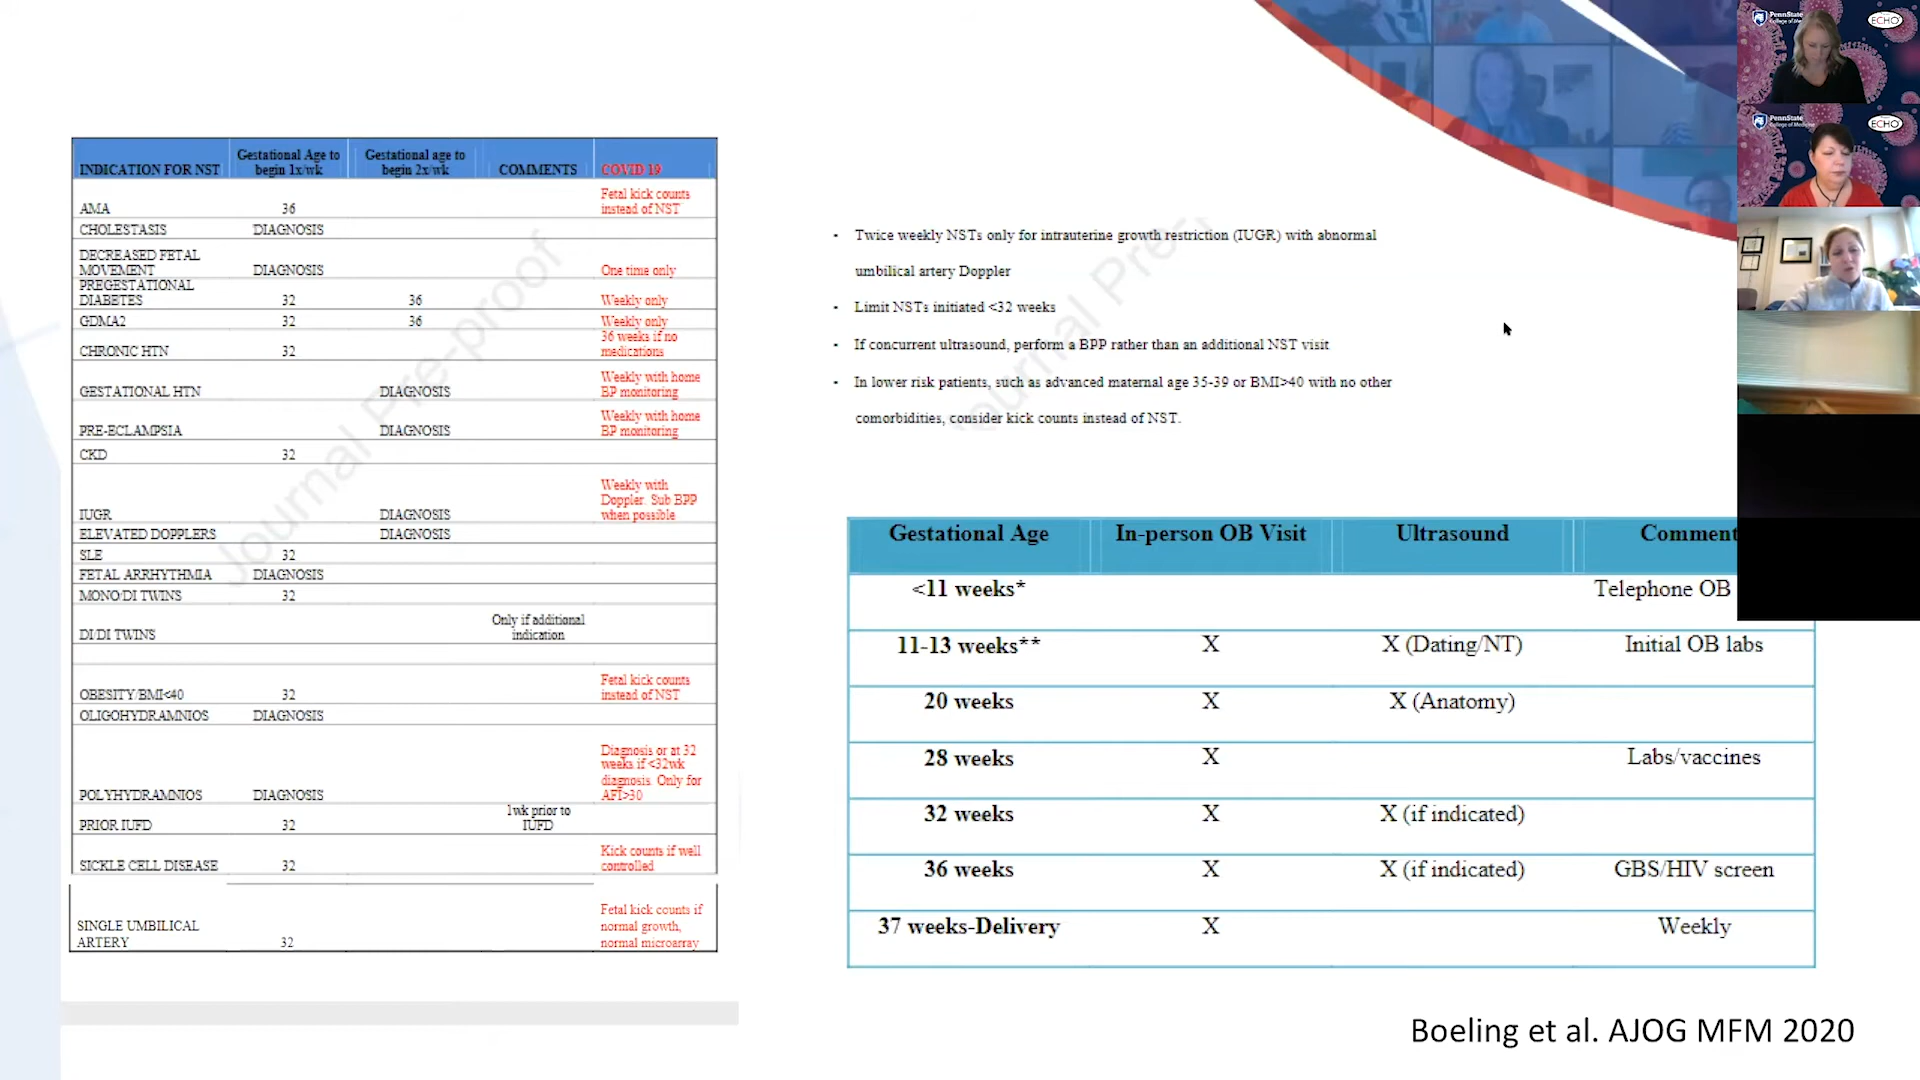 INDICATION FOR NST
Gestational Age to
begin 1x/wk
Gestational age to
begin 2x/wk
COMMENTS
COVID 19
AMA
36
Fetal kick counts
instead of NST
CHOLESTASIS
DIAGNOSIS
DECREASED FETAL
MOVEMENT
DIAGNOSIS
One time only
PREGESTATIONAL
DIABETES
32
36
Weekly only
GDMA2
32
36
Weekly only
CHRONIC HTN
32
36 weeks if no
medications
GESTATIONAL HTN
DIAGNOSIS
Weekly with home
BP monitoring
PRE-ECLAMPSIA
DIAGNOSIS
Weekly with home
BP monitoring
CKD
32
IUGR
DIAGNOSIS
Weekly with
Doppler. Sub BPP
when possible
ELEVATED DOPPLERS
DIAGNOSIS
SLE
32
FETAL ARRHYTHMIA
DIAGNOSIS
MONO/DI TWINS
32
DI/DI TWINS
Only if additional
indication
OBESITY/BMI<40
32
Fetal kick counts
instead of NST
OLIGOHYDRAMNIOS
DIAGNOSIS
POLYHYDRAMNIOS
DIAGNOSIS
Diagnosis or at 32
weeks if <32wk
diagnosis. Only for
AFI>30
PRIOR IUFD
32
1wk prior to
IUFD
SICKLE CELL DISEASE
32
Kick counts if well
controlled
SINGLE UMBILICAL
ARTERY
32
Fetal kick counts if
normal growth,
normal microarray
Journal Pre-proof
- Twice weekly NSTs only for intrauterine growth restriction (IUGR) with abnormal
umbilical artery Doppler
- Limit NSTs initiated <32 weeks
- If concurrent ultrasound, perform a BPP rather than an additional NST visit
- In lower risk patients, such as advanced maternal age 35-39 or BMI>40 with no other
comorbidities, consider kick counts instead of NST.
Gestational Age
In-person OB Visit
Ultrasound
Comment
<11 weeks*
Telephone OB
11-13 weeks**
X
X (Dating/NT)
Initial OB labs
20 weeks
X
X (Anatomy)
28 weeks
X
Labs/vaccines
32 weeks
X
X (if indicated)
36 weeks
X
X (if indicated)
GBS/HIV screen
37 weeks-Delivery
X
Weekly
Boeling et al. AJOG MFM 2020
PennState
ECHO
PennState
College of Medicine
ECHO